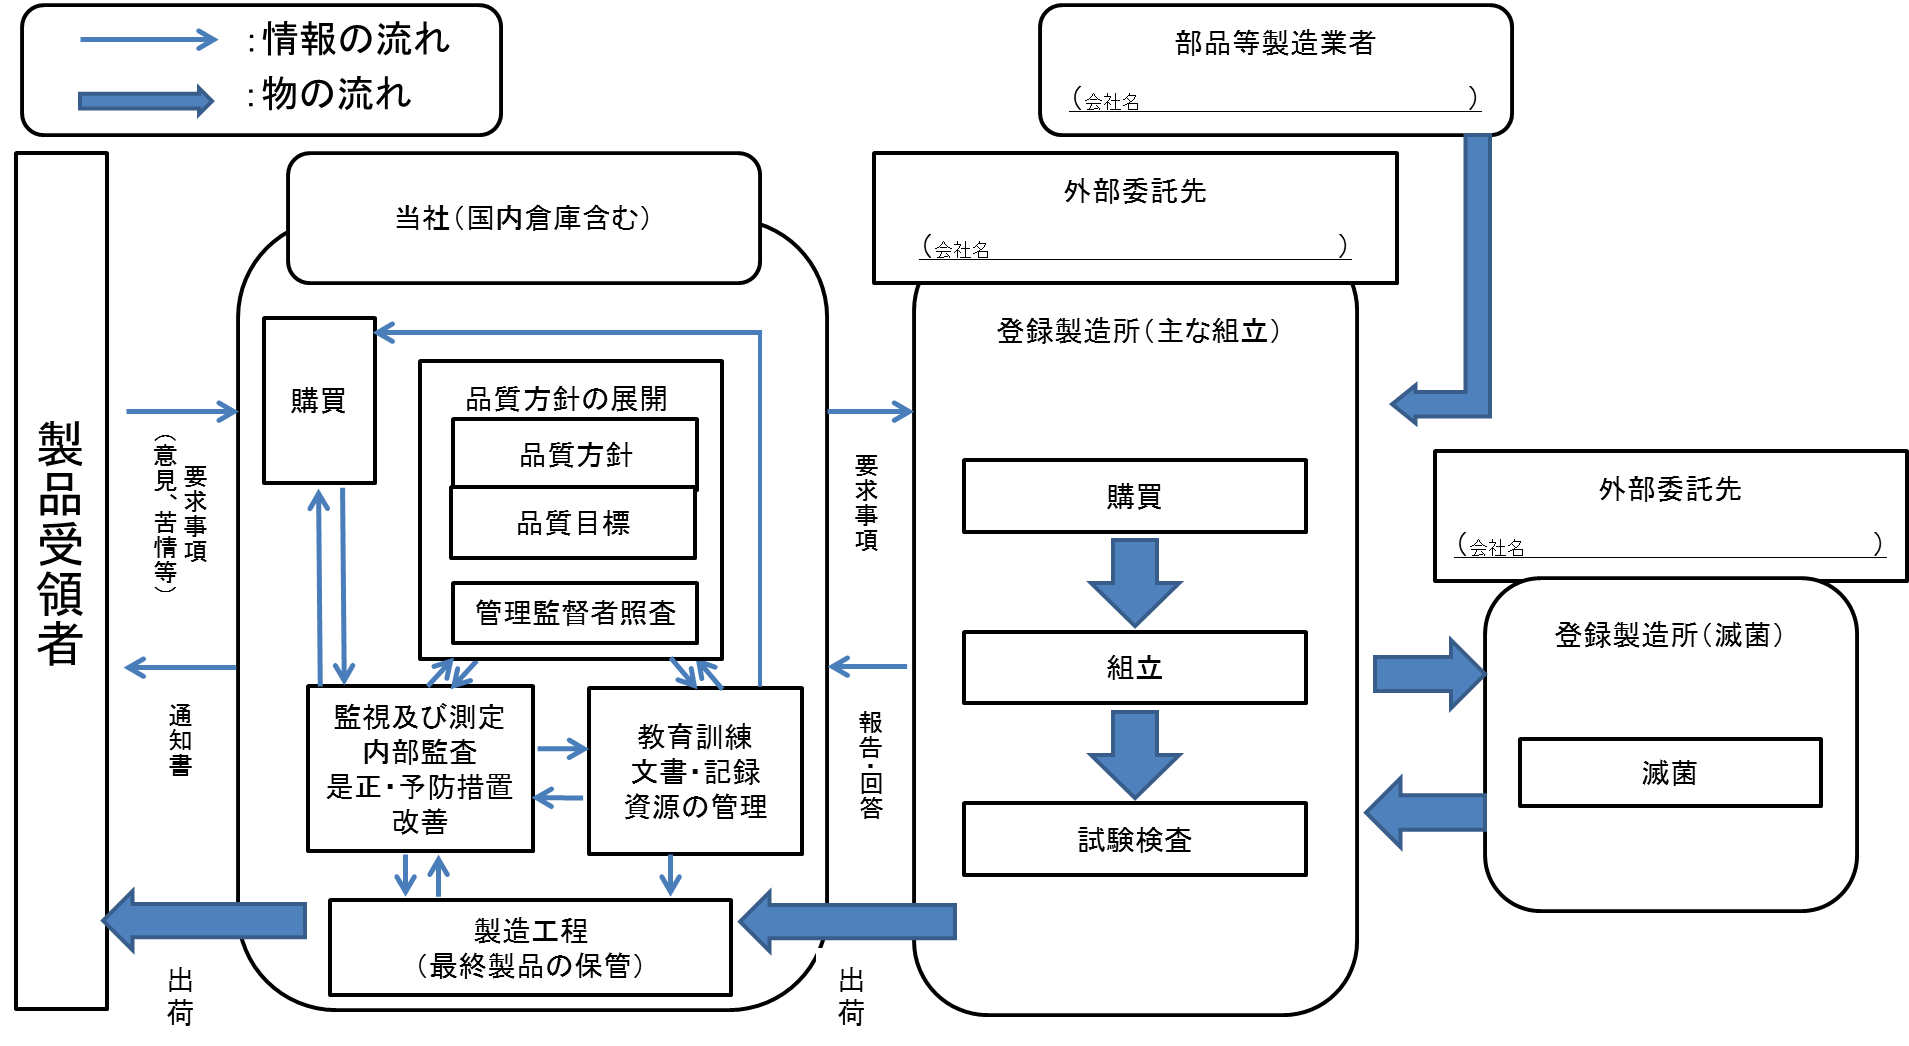 ：情報の流れ
：物の流れ
部品等製造業者
（会社名　　　　　　　　　　　　　　　　）
製品受領者
当社（国内倉庫含む）
外部委託先
（会社名　　　　　　　　　　　　　　　　）
登録製造所（主な組立）
購買
品質方針の展開
品質方針
品質目標
管理監督者照査
要求事項
（意見、苦情等）
通知書
監視及び測定
内部監査
是正・予防措置
改善
教育訓練
文書・記録
資源の管理
製造工程
（最終製品の保管）
出荷
要求事項
報告・回答
出荷
購買
組立
試験検査
外部委託先
（会社名　　　　　　　　　　　　　　　　）
登録製造所（滅菌）
滅菌